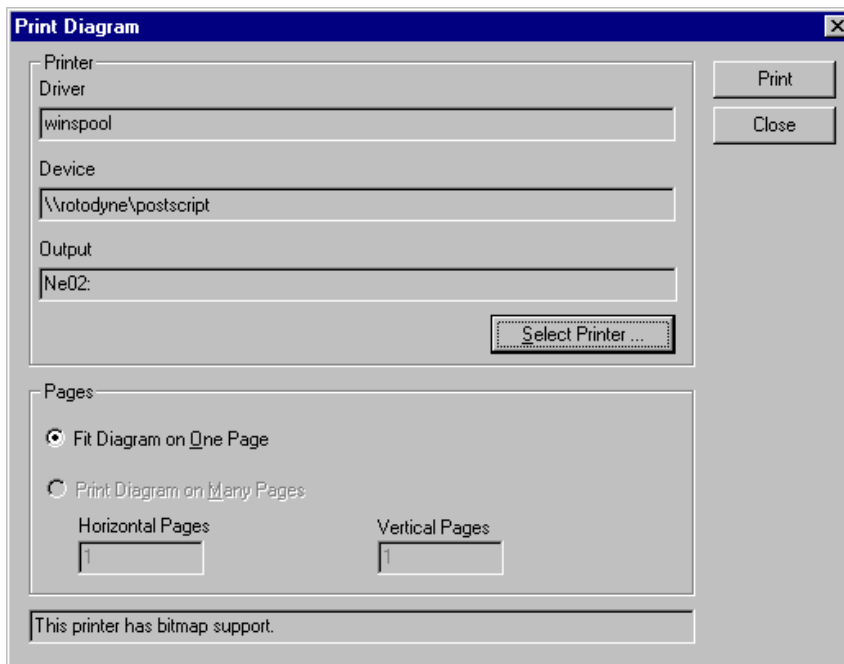 Print Diagram
Printer
Driver
winspool
Device
\\rotodyne\postscript
Output
Ne02:
Select Printer ...
Print
Close
Pages
Fit Diagram on One Page
Print Diagram on Many Pages
Horizontal Pages
Vertical Pages
1
1
This printer has bitmap support.